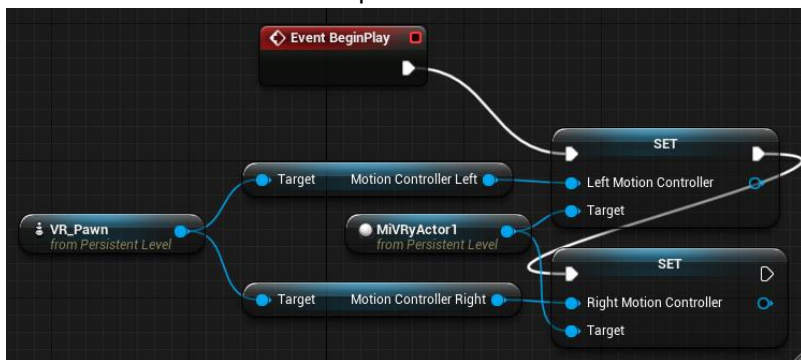 Event BeginPlay
SET
Target Motion Controller Left
Left Motion Controller
Target
VR_Pawn
from Persistent Level
MiVRyActor1
from Persistent Level
SET
Target Motion Controller Right
Right Motion Controller
Target